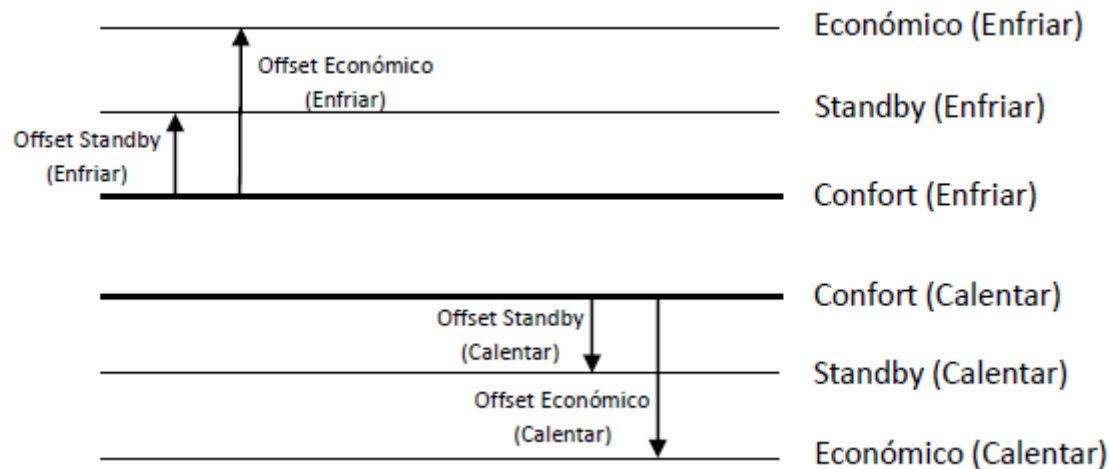 Económico (Enfriar)
Offset Económico
(Enfriar)
Standby (Enfriar)
Offset Standby
(Enfriar)
Confort (Enfriar)
Confort (Calentar)
Offset Standby
(Calentar)
Standby (Calentar)
Offset Económico
(Calentar)
Económico (Calentar)